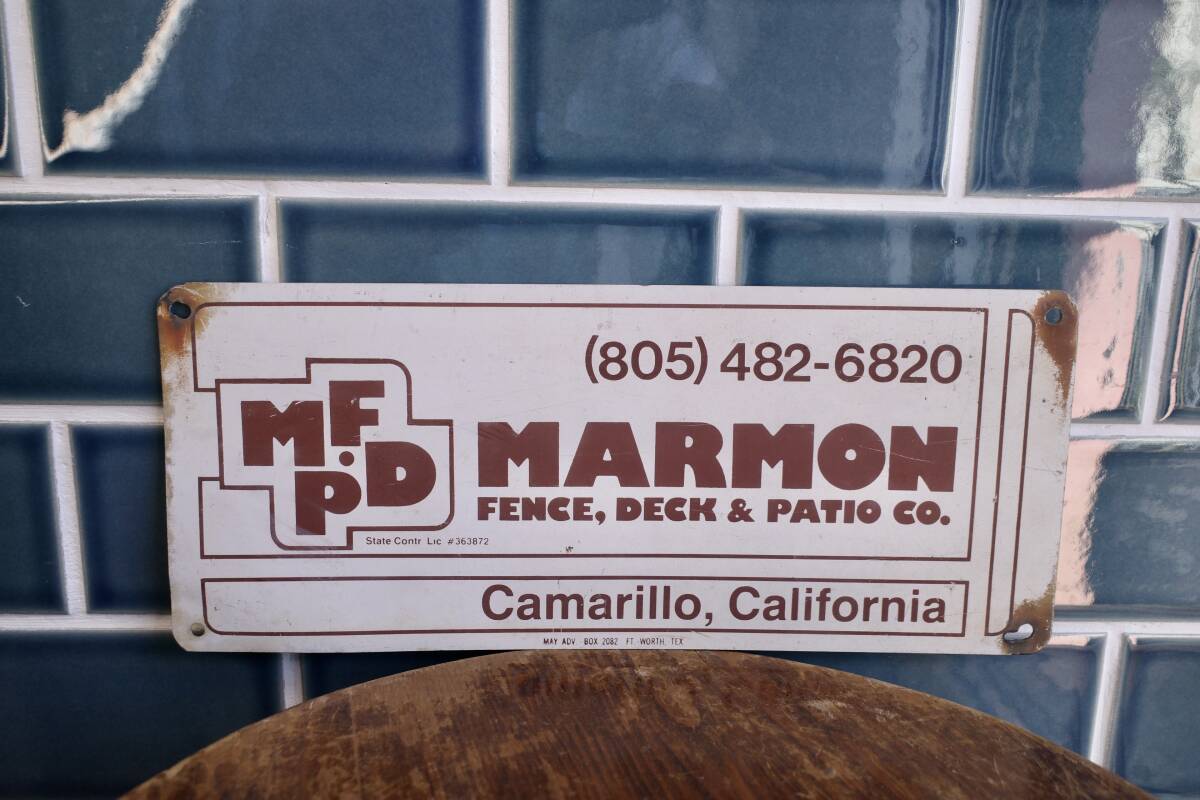 (805) 482-6820
MF
P.D
MARMON
FENCE, DECK & PATIO CO.
State Contr Lic #363872
Camarillo, California
MAY ADV BOX 2082 FT WORTH TEX